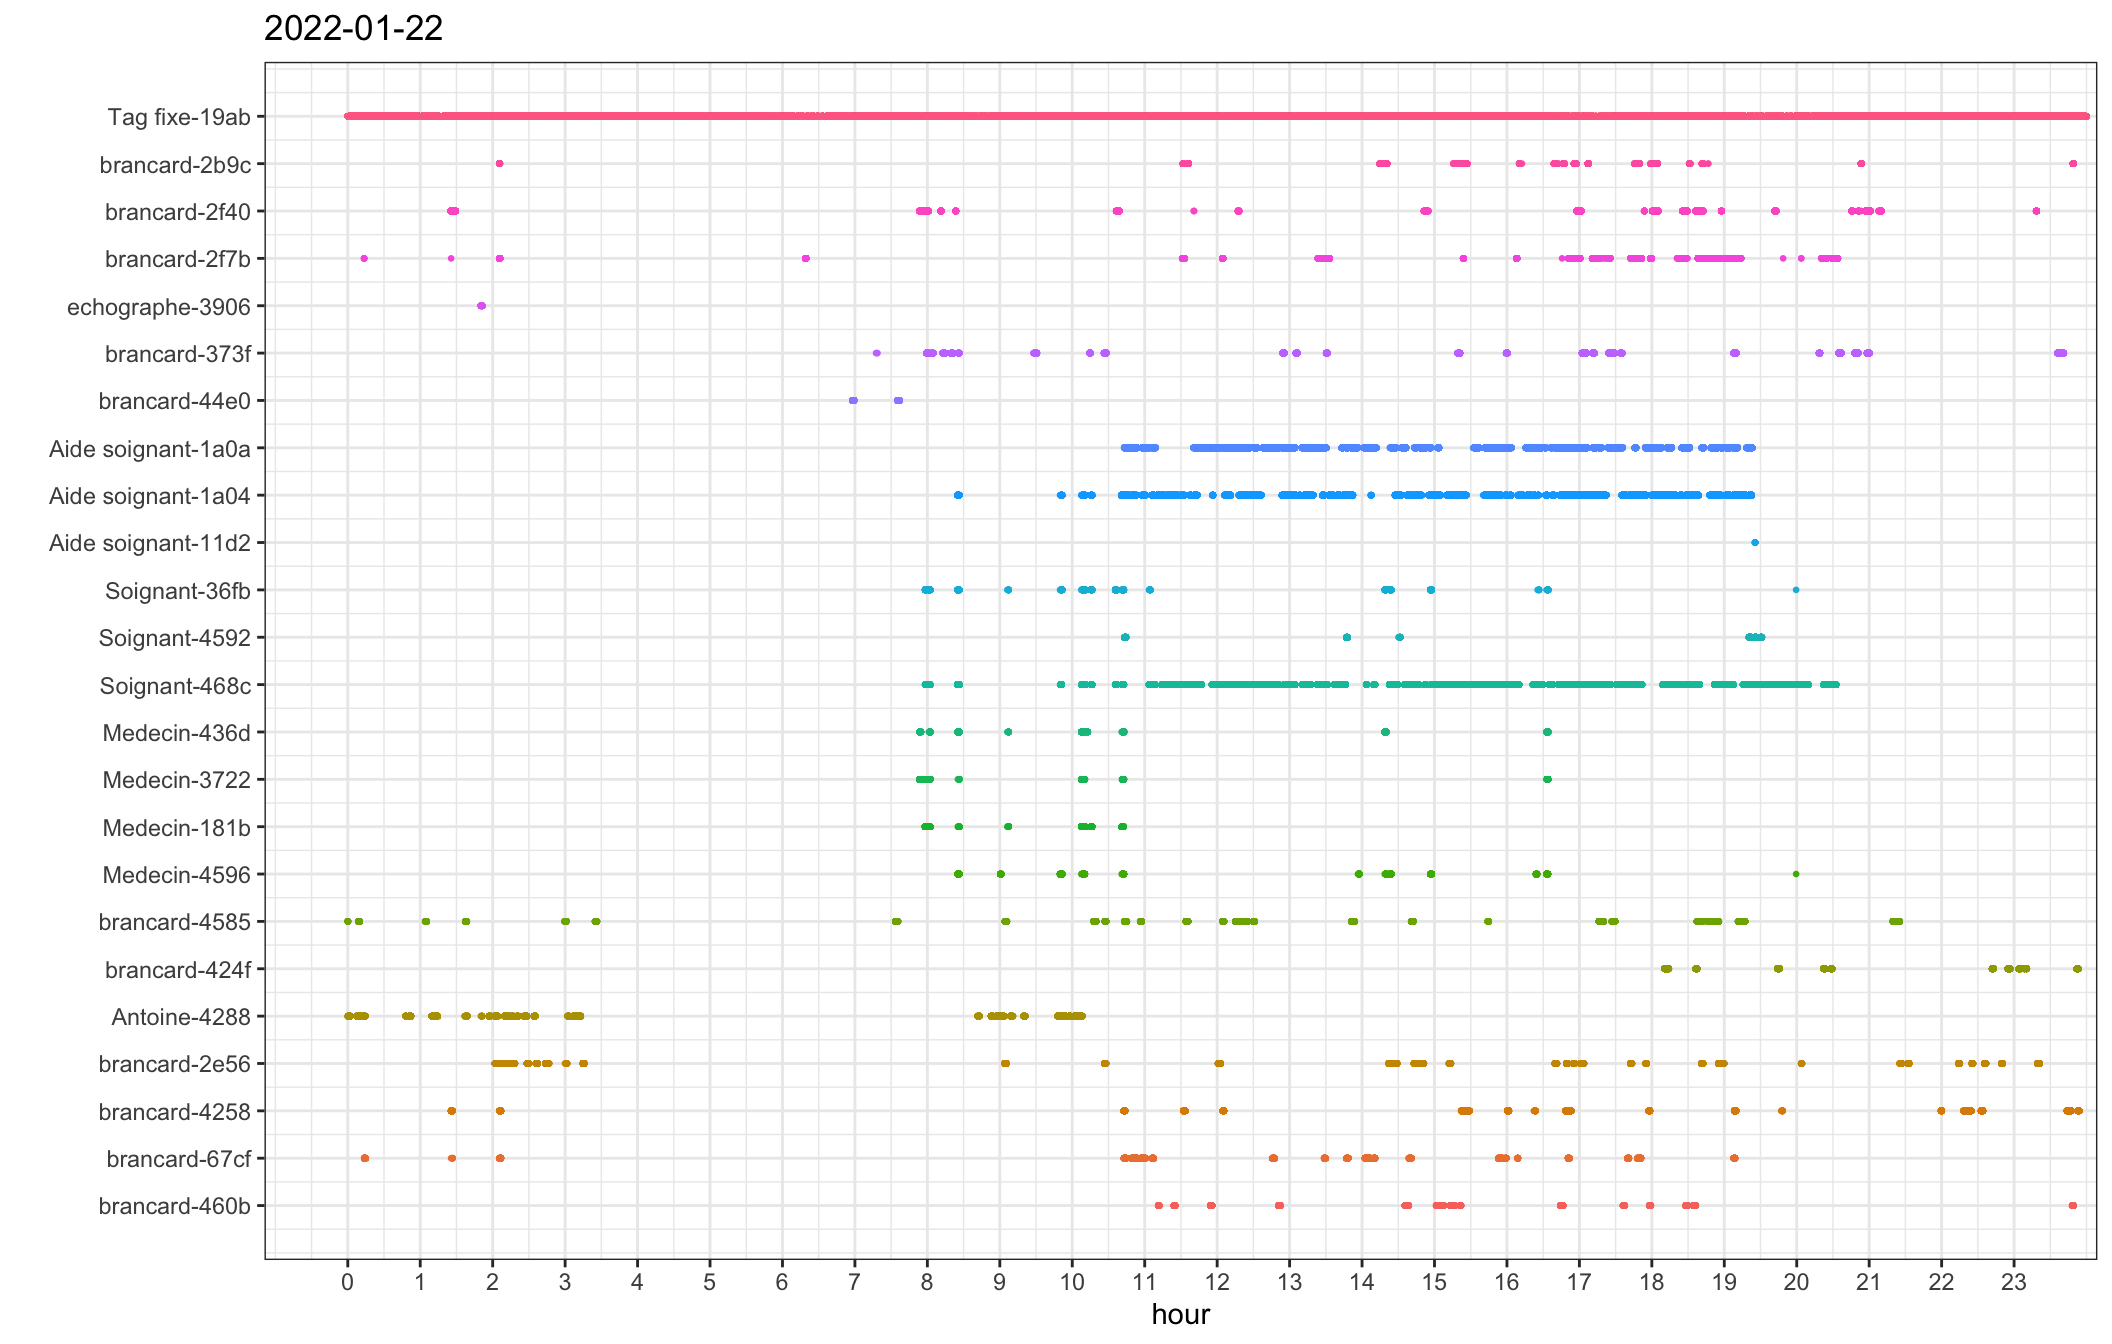 2022-01-22
Tag fixe-19ab
brancard-2b9c
brancard-2f40
brancard-2f7b
echographe-3906
brancard-373f
brancard-44e0
Aide soignant-1a0a
Aide soignant-1a04
Aide soignant-11d2
Soignant-36fb
Soignant-4592
Soignant-468c
Medecin-436d
Medecin-3722
Medecin-181b
Medecin-4596
brancard-4585
brancard-424f
Antoine-4288
brancard-2e56
brancard-4258
brancard-67cf
brancard-460b
0 1 2 3 4 5 6 7 8 9 10 11 12 13 14 15 16 17 18 19 20 21 22 23
hour